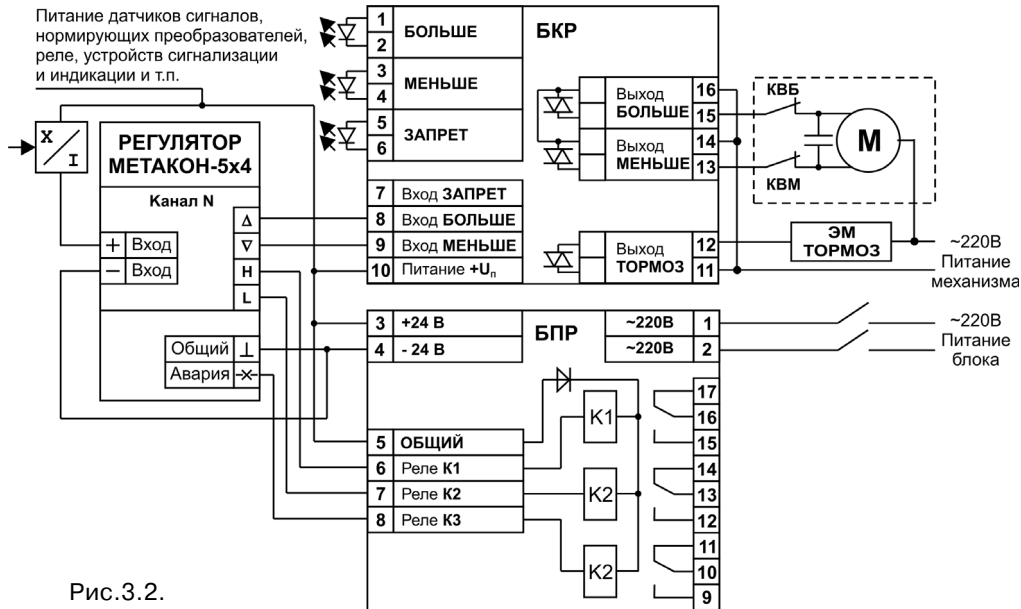 Питание датчиков сигналов,
нормирующих преобразователей,
реле, устройств сигнализации
и индикации и т.п.
X
I
РЕГУЛЯТОР
МЕТАКОН-5х4
Канал N
Δ
∇
H
L
+ Вход
– Вход
Общий ⊥
Авария -×-
БКР
1
2
БОЛЬШЕ
3
4
МЕНЬШЕ
5
6
ЗАПРЕТ
7 Вход ЗАПРЕТ
8 Вход БОЛЬШЕ
9 Вход МЕНЬШЕ
10 Питание +Uп
Выход
БОЛЬШЕ
16
15
Выход
МЕНЬШЕ
14
13
Выход
ТОРМОЗ
12
11
КВБ
КВМ
М
ЭМ
ТОРМОЗ
~220В
Питание
механизма
БПР
3 +24 В
4 - 24 В
~220В 1
~220В 2
~220В
Питание
блока
5 ОБЩИЙ
6 Реле К1
7 Реле К2
8 Реле К3
К1
К2
К2
17
16
15
14
13
12
11
10
9
Рис.3.2.